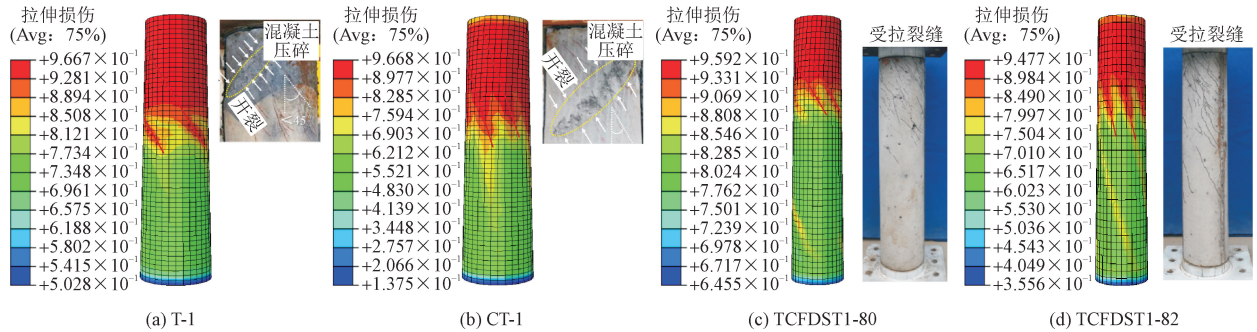 拉伸损伤
(Avg：75%)
+9.667×10⁻¹
+9.281×10⁻¹
+8.894×10⁻¹
+8.508×10⁻¹
+8.121×10⁻¹
+7.734×10⁻¹
+7.348×10⁻¹
+6.961×10⁻¹
+6.575×10⁻¹
+6.188×10⁻¹
+5.802×10⁻¹
+5.415×10⁻¹
+5.028×10⁻¹
混凝土
压碎
开裂
(a) T-1
拉伸损伤
(Avg：75%)
+9.668×10⁻¹
+8.977×10⁻¹
+8.285×10⁻¹
+7.594×10⁻¹
+6.903×10⁻¹
+6.212×10⁻¹
+5.521×10⁻¹
+4.830×10⁻¹
+4.139×10⁻¹
+3.448×10⁻¹
+2.757×10⁻¹
+2.066×10⁻¹
+1.375×10⁻¹
混凝土
压碎
开裂
(b) CT-1
拉伸损伤
(Avg：75%)
+9.592×10⁻¹
+9.331×10⁻¹
+9.069×10⁻¹
+8.808×10⁻¹
+8.546×10⁻¹
+8.285×10⁻¹
+8.024×10⁻¹
+7.762×10⁻¹
+7.501×10⁻¹
+7.239×10⁻¹
+6.978×10⁻¹
+6.717×10⁻¹
+6.455×10⁻¹
受拉裂缝
(c) TCFDST1-80
拉伸损伤
(Avg：75%)
+9.477×10⁻¹
+8.984×10⁻¹
+8.490×10⁻¹
+7.997×10⁻¹
+7.504×10⁻¹
+7.010×10⁻¹
+6.517×10⁻¹
+6.023×10⁻¹
+5.530×10⁻¹
+5.036×10⁻¹
+4.543×10⁻¹
+4.049×10⁻¹
+3.556×10⁻¹
受拉裂缝
(d) TCFDST1-82